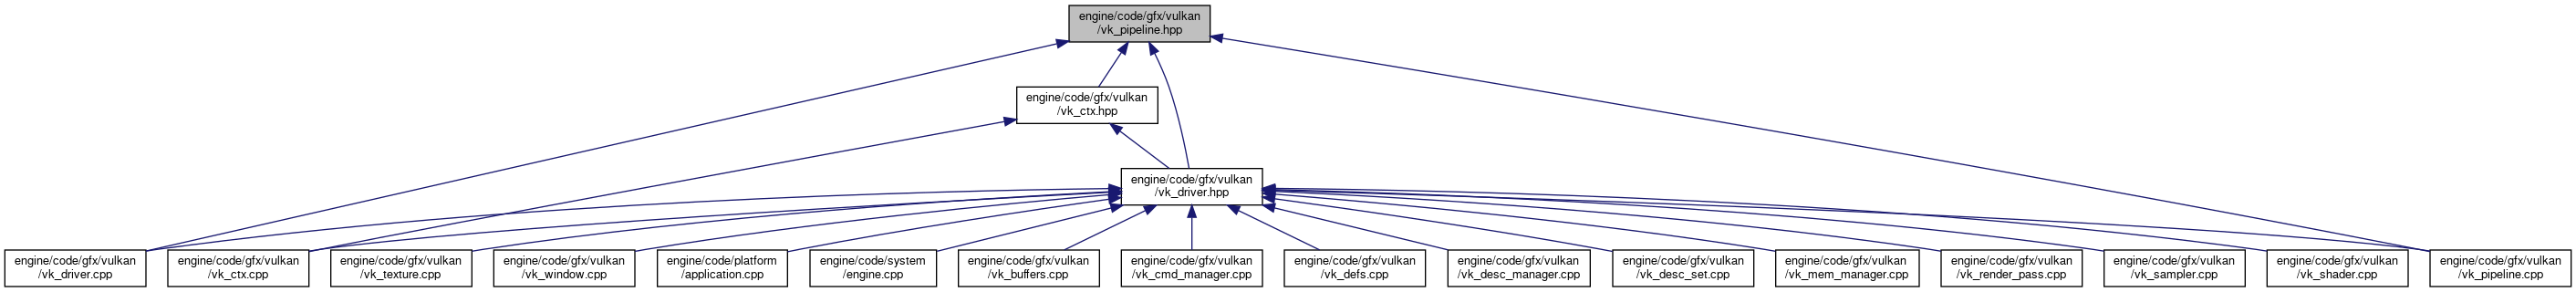 engine/code/gfx/vulkan
/vk_pipeline.hpp
engine/code/gfx/vulkan
/vk_ctx.hpp
engine/code/gfx/vulkan
/vk_driver.hpp
engine/code/gfx/vulkan
/vk_driver.cpp
engine/code/gfx/vulkan
/vk_ctx.cpp
engine/code/gfx/vulkan
/vk_texture.cpp
engine/code/gfx/vulkan
/vk_window.cpp
engine/code/platform
/application.cpp
engine/code/system
/engine.cpp
engine/code/gfx/vulkan
/vk_buffers.cpp
engine/code/gfx/vulkan
/vk_cmd_manager.cpp
engine/code/gfx/vulkan
/vk_defs.cpp
engine/code/gfx/vulkan
/vk_desc_manager.cpp
engine/code/gfx/vulkan
/vk_desc_set.cpp
engine/code/gfx/vulkan
/vk_mem_manager.cpp
engine/code/gfx/vulkan
/vk_render_pass.cpp
engine/code/gfx/vulkan
/vk_sampler.cpp
engine/code/gfx/vulkan
/vk_shader.cpp
engine/code/gfx/vulkan
/vk_pipeline.cpp